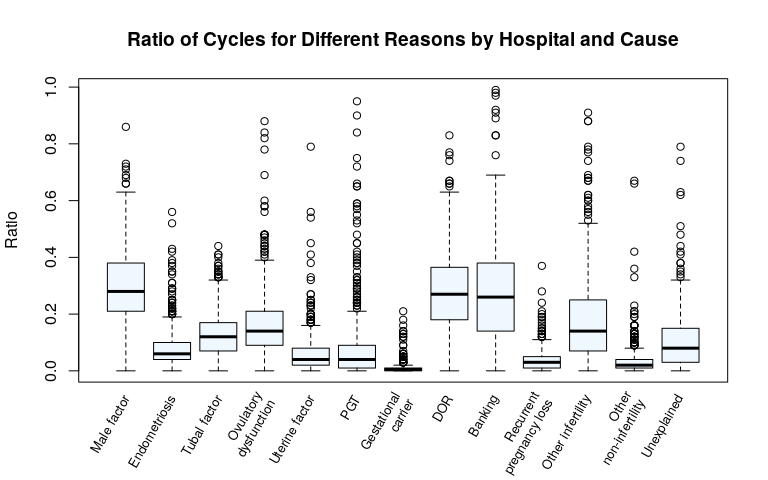 Ratio of Cycles for Different Reasons by Hospital and Cause
Ratio
1.0
0.8
0.6
0.4
0.2
0.0
Male factor
Endometriosis
Tubal factor
Ovulatory
dysfunction
Uterine factor
PGT
Gestational
carrier
DOR
Banking
Recurrent
pregnancy loss
Other infertility
Other
non-infertility
Unexplained